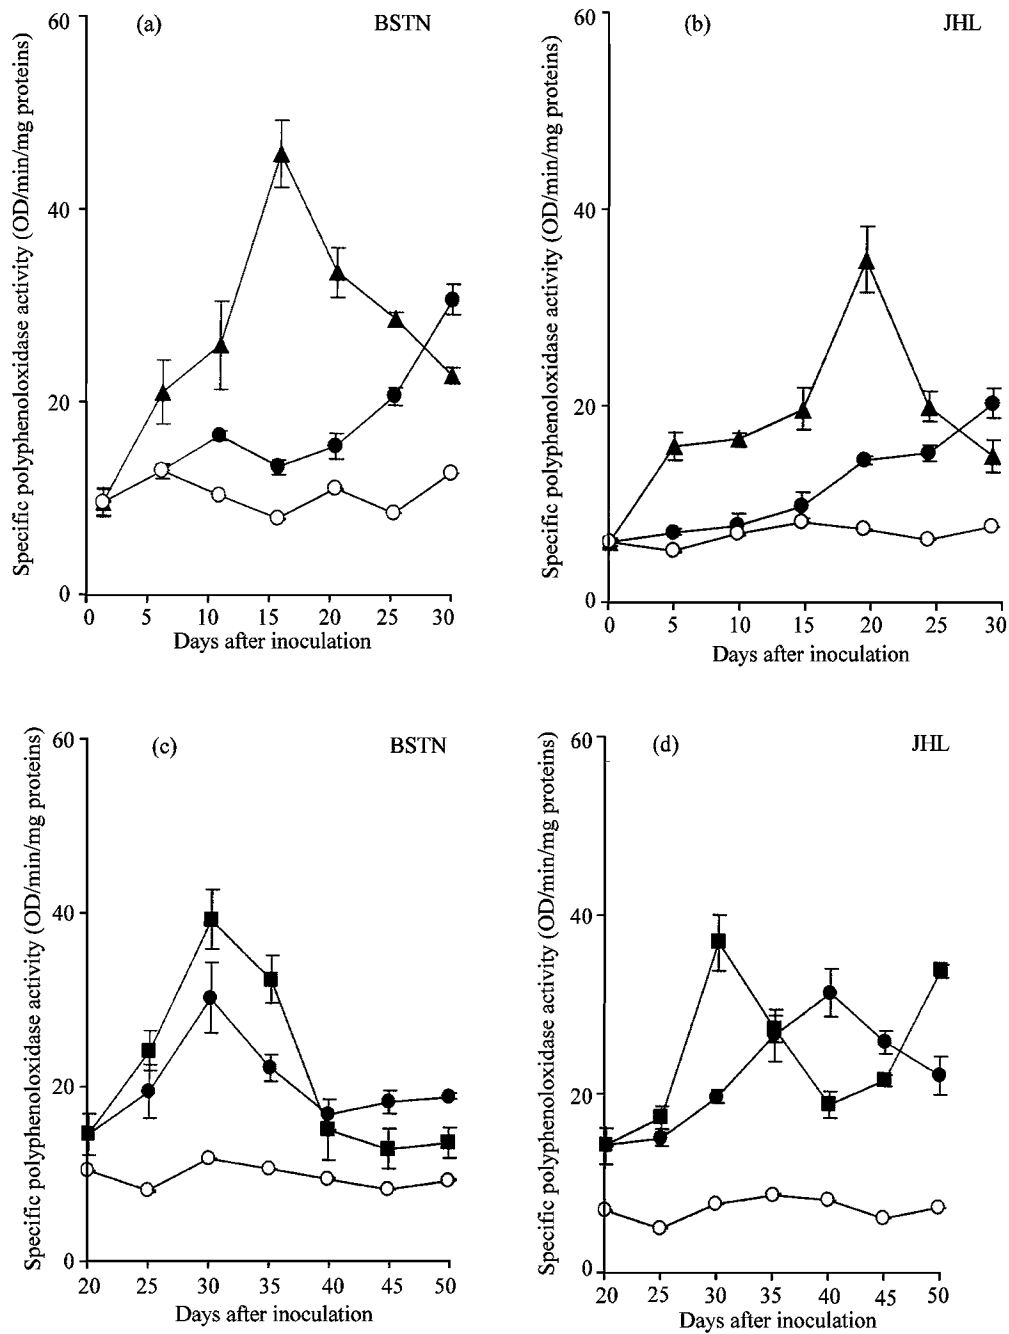 (a) BSTN
Specific polyphenoloxidase activity (OD/min/mg proteins)
60
40
20
0
0 5 10 15 20 25 30
Days after inoculation
(b) JHL
Specific polyphenoloxidase activity (OD/min/mg proteins)
60
40
20
0
0 5 10 15 20 25 30
Days after inoculation
(c) BSTN
Specific polyphenoloxidase activity (OD/min/mg proteins)
60
40
20
0
20 25 30 35 40 45 50
Days after inoculation
(d) JHL
Specific polyphenoloxidase activity (OD/min/mg proteins)
60
40
20
0
20 25 30 35 40 45 50
Days after inoculation